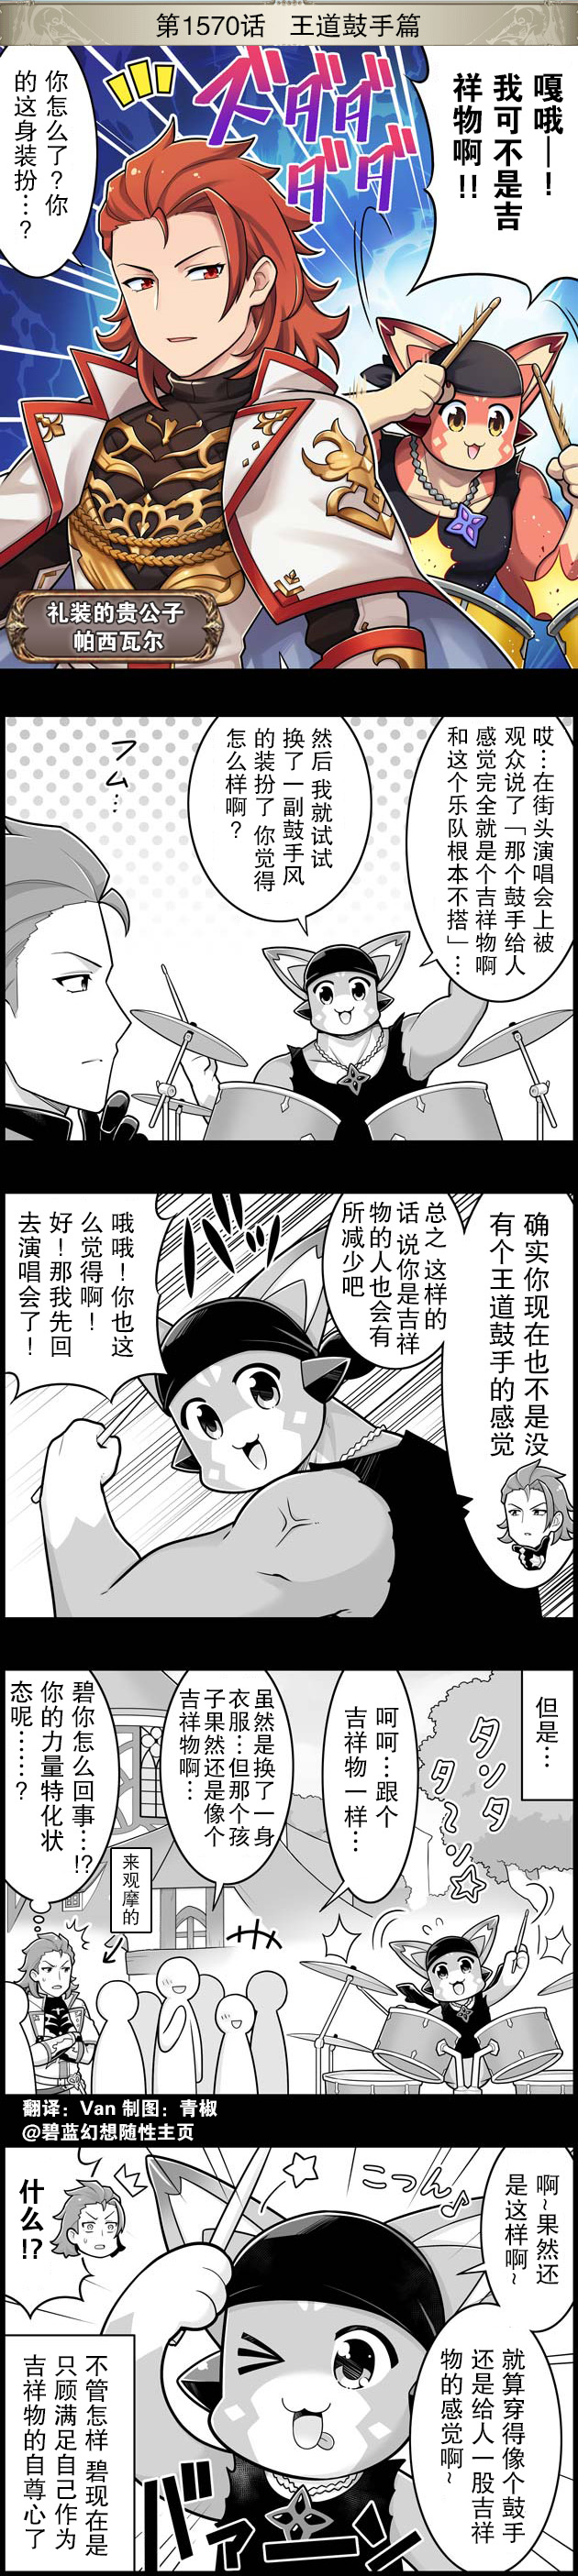 第1570话　王道鼓手篇
嘎哦—！
我可不是吉
祥物啊!!
ズダダ
ダダ
你怎么了？你
的这身装扮…？
礼装的贵公子
帕西瓦尔
哎…在街头演唱会上被
观众说了「那个鼓手给人
感觉完全就是个吉祥物啊
和这个乐队根本不搭」…
然后 我就试试
换了一副鼓手风
的装扮了 你觉得
怎么样啊？
フム…
确实你现在也不是没
有个王道鼓手的感觉
总之 这样的
话 说你是吉祥
物的人也会有
所减少吧
バッ
哦哦！你也这
么觉得啊！
好！那我先回
去演唱会了！
但是…
タンタ
タ～ン☆
呵呵…跟个
吉祥物一样…
虽然是换了一身
衣服…但那个孩
子果然还是像个
吉祥物啊…
来观摩的
碧你怎么回事…!?
你的力量特化状
态呢……？
翻译：Van 制图：青椒
@碧蓝幻想随性主页
啊~果然还
是这样啊~
こつん♪
什么!?
就算穿得像个鼓手
还是给人一股吉祥
物的感觉啊~
バァーン
不管怎样 碧现在是
只顾满足自己作为
吉祥物的自尊心了